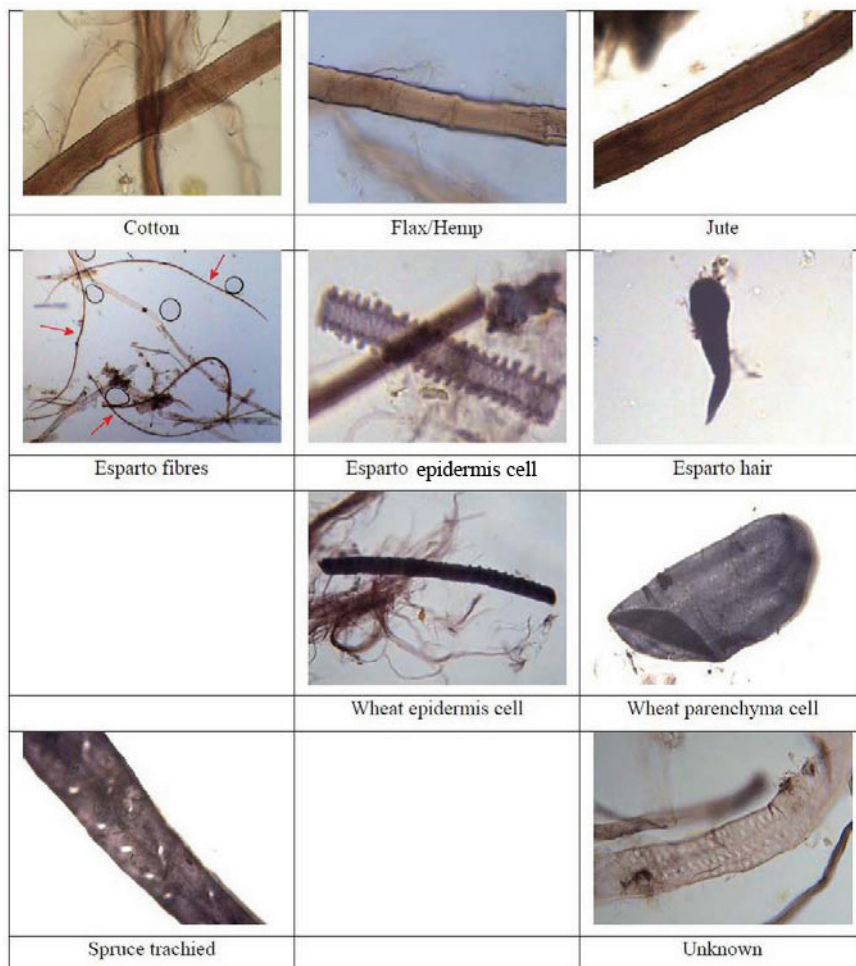 Cotton
Flax/Hemp
Jute
Esparto fibres
Esparto epidermis cell
Esparto hair
Wheat epidermis cell
Wheat parenchyma cell
Spruce trachied
Unknown